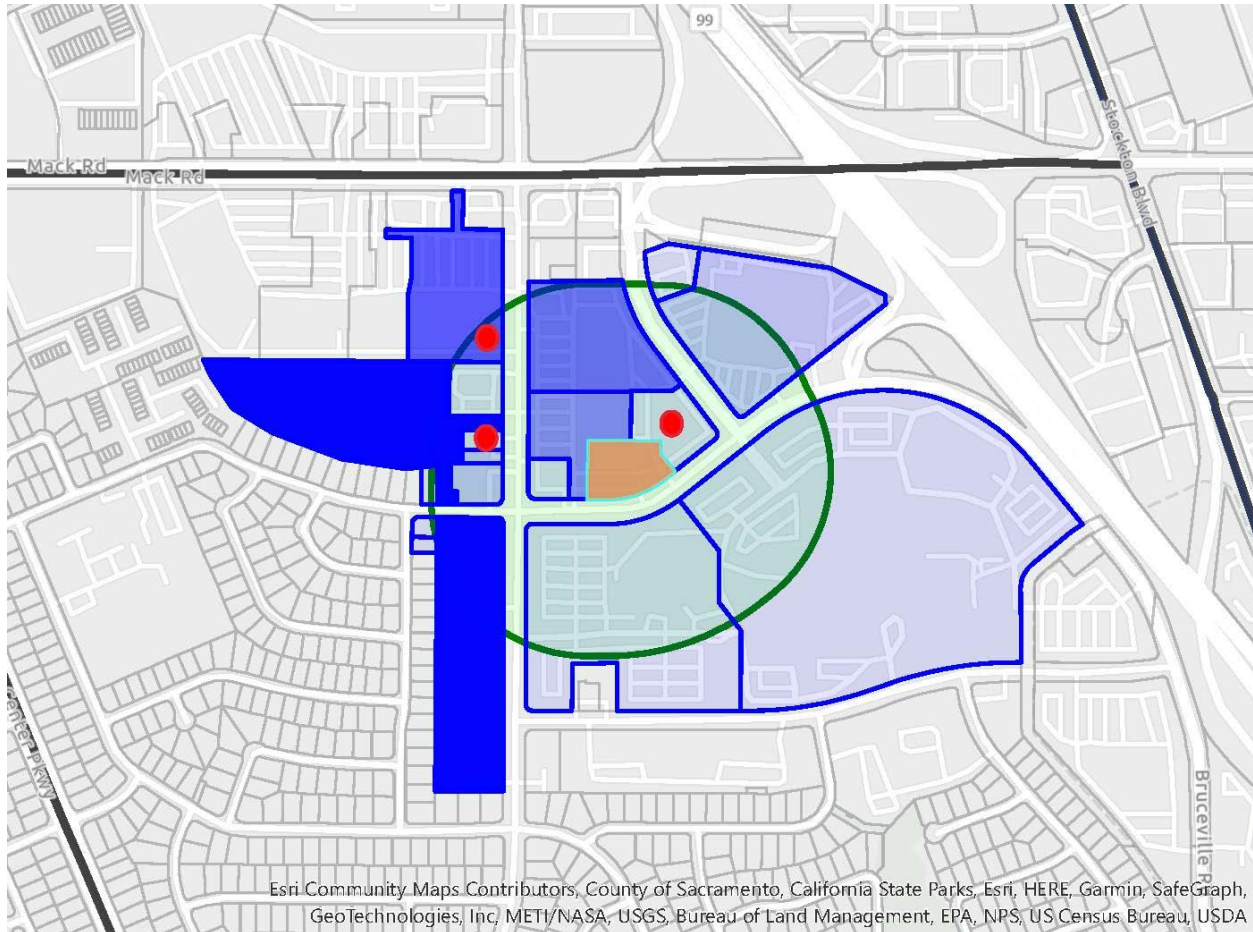 99
Mack Rd
Mack Rd
Stockton Blvd
Center Pkwy
Bruceville R
Esri Community Maps Contributors, County of Sacramento, California State Parks, Esri, HERE, Garmin, SafeGraph,
GeoTechnologies, Inc, METI/NASA, USGS, Bureau of Land Management, EPA, NPS, US Census Bureau, USDA